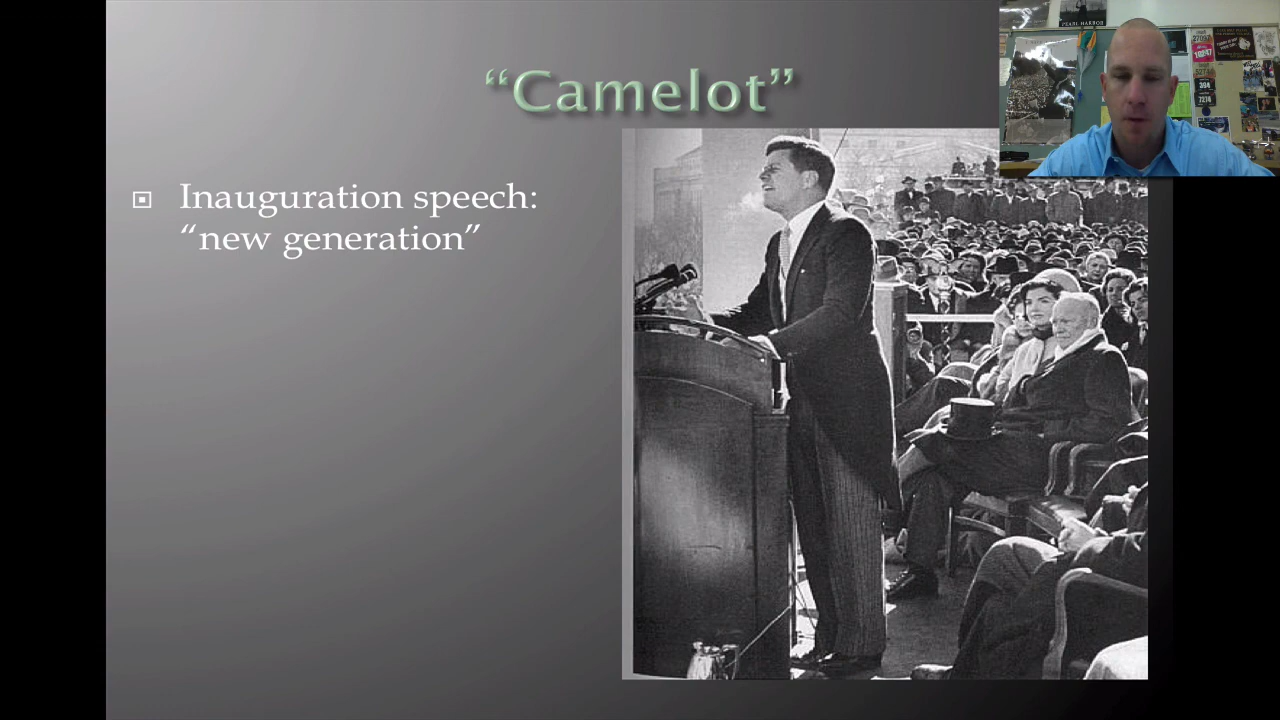 “Camelot”
PEARL HARBOR
Inauguration speech:
“new generation”